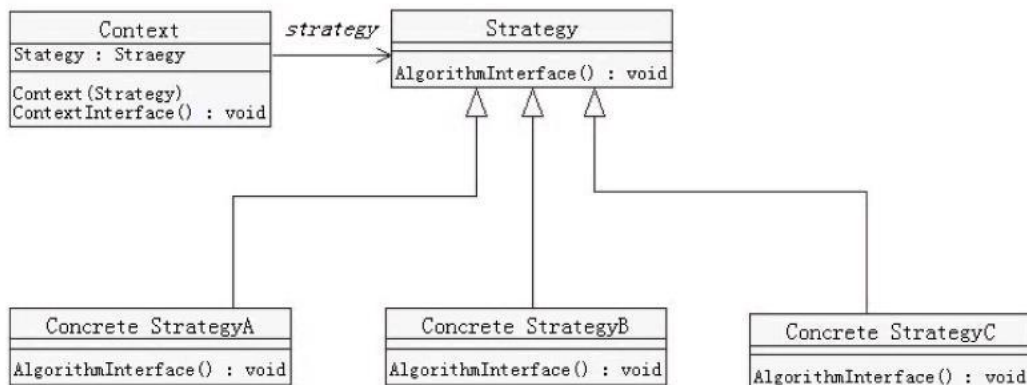 Context
Stategy : Straegy
Context(Strategy)
ContextInterface() : void
strategy
Strategy
AlgorithmInterface() : void
Concrete StrategyA
AlgorithmInterface() : void
Concrete StrategyB
AlgorithmInterface() : void
Concrete StrategyC
AlgorithmInterface() : void